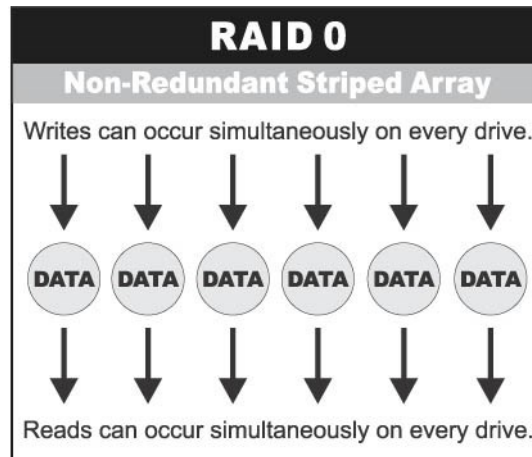 RAID 0
Non-Redundant Striped Array
Writes can occur simultaneously on every drive.
DATA DATA DATA DATA DATA DATA
Reads can occur simultaneously on every drive.